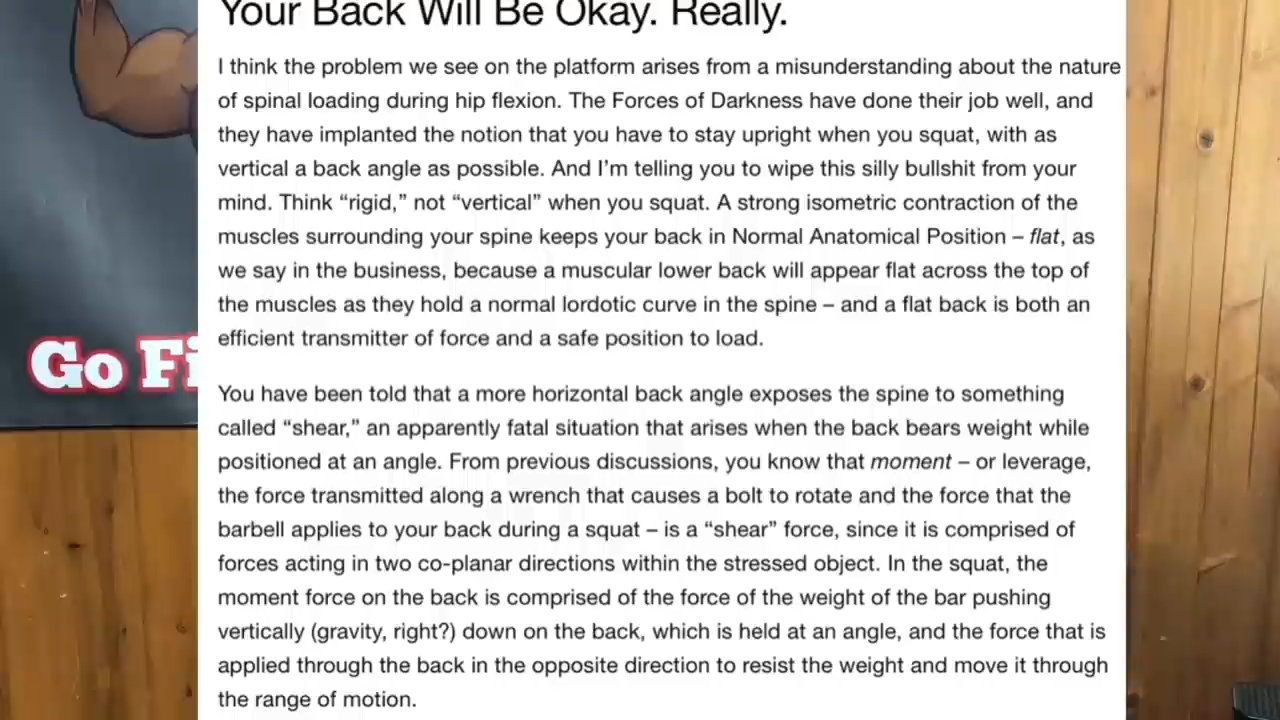 Your Back Will Be Okay. Really.
I think the problem we see on the platform arises from a misunderstanding about the nature
of spinal loading during hip flexion. The Forces of Darkness have done their job well, and
they have implanted the notion that you have to stay upright when you squat, with as
vertical a back angle as possible. And I’m telling you to wipe this silly bullshit from your
mind. Think “rigid,” not “vertical” when you squat. A strong isometric contraction of the
muscles surrounding your spine keeps your back in Normal Anatomical Position – flat, as
we say in the business, because a muscular lower back will appear flat across the top of
the muscles as they hold a normal lordotic curve in the spine – and a flat back is both an
efficient transmitter of force and a safe position to load.
You have been told that a more horizontal back angle exposes the spine to something
called “shear,” an apparently fatal situation that arises when the back bears weight while
positioned at an angle. From previous discussions, you know that moment – or leverage,
the force transmitted along a wrench that causes a bolt to rotate and the force that the
barbell applies to your back during a squat – is a “shear” force, since it is comprised of
forces acting in two co-planar directions within the stressed object. In the squat, the
moment force on the back is comprised of the force of the weight of the bar pushing
vertically (gravity, right?) down on the back, which is held at an angle, and the force that is
applied through the back in the opposite direction to resist the weight and move it through
the range of motion.
Go Fi